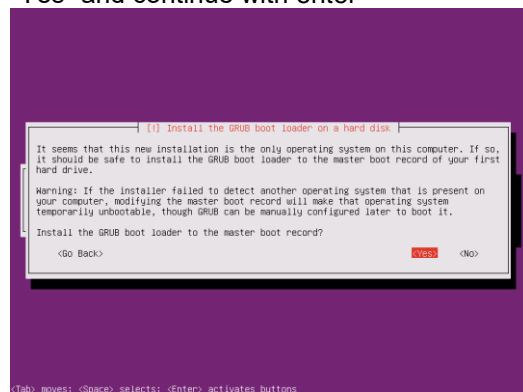 "Yes" and continue with enter
[!] Install the GRUB boot loader on a hard disk
It seems that this new installation is the only operating system on this computer. If so,
it should be safe to install the GRUB boot loader to the master boot record of your first
hard drive.
Warning: If the installer failed to detect another operating system that is present on
your computer, modifying the master boot record will make that operating system
temporarily unbootable, though GRUB can be manually configured later to boot it.
Install the GRUB boot loader to the master boot record?
<Go Back> <Yes> <No>
<Tab> moves; <Space> selects; <Enter> activates buttons